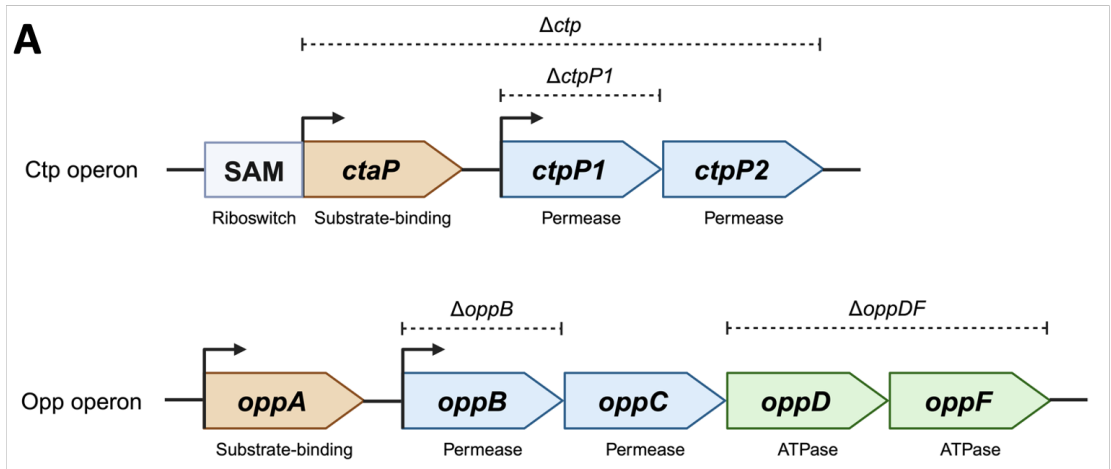 A
Δctp
ΔctpP1
Ctp operon
SAM ctaP ctpP1 ctpP2
Riboswitch Substrate-binding Permease Permease
ΔoppB ΔoppDF
Opp operon
oppA oppB oppC oppD oppF
Substrate-binding Permease Permease ATPase ATPase